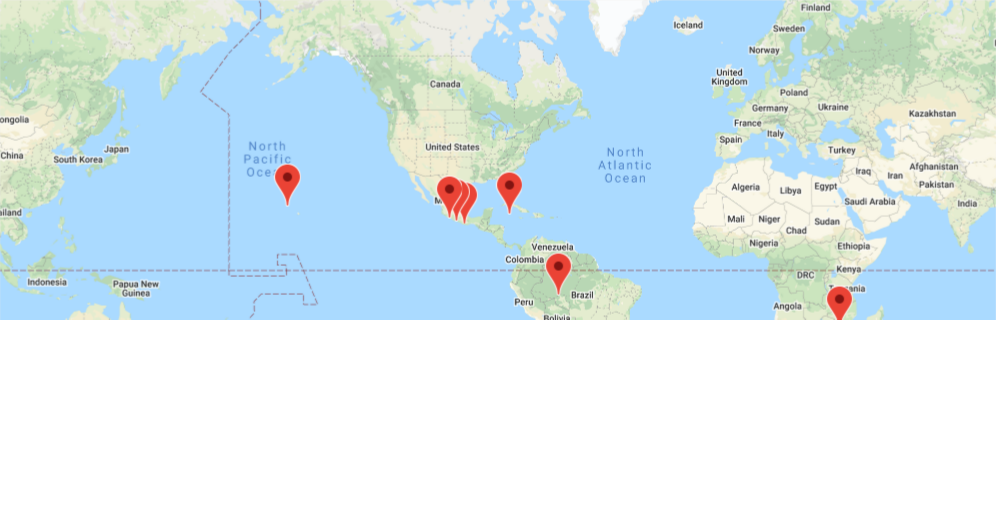 Finland
Iceland
Sweden
Norway
Canada
United
Kingdom
Poland
Germany
Ukraine
Kazakhstan
ongolia
France
Italy
Spain
North
Pacific
Japan
United States
North
Atlantic
Ocean
Turkey
China
South Korea
Iraq
Iran
Afghanistan
Pakistan
Algeria
Libya
Egypt
Saudi Arabia
India
ailand
Mali
Niger
Chad
Sudan
Nigeria
Ethiopia
Venezuela
Colombia
DRC
Kenya
Indonesia
Papua New
Guinea
Peru
Brazil
Angola
Bolivia